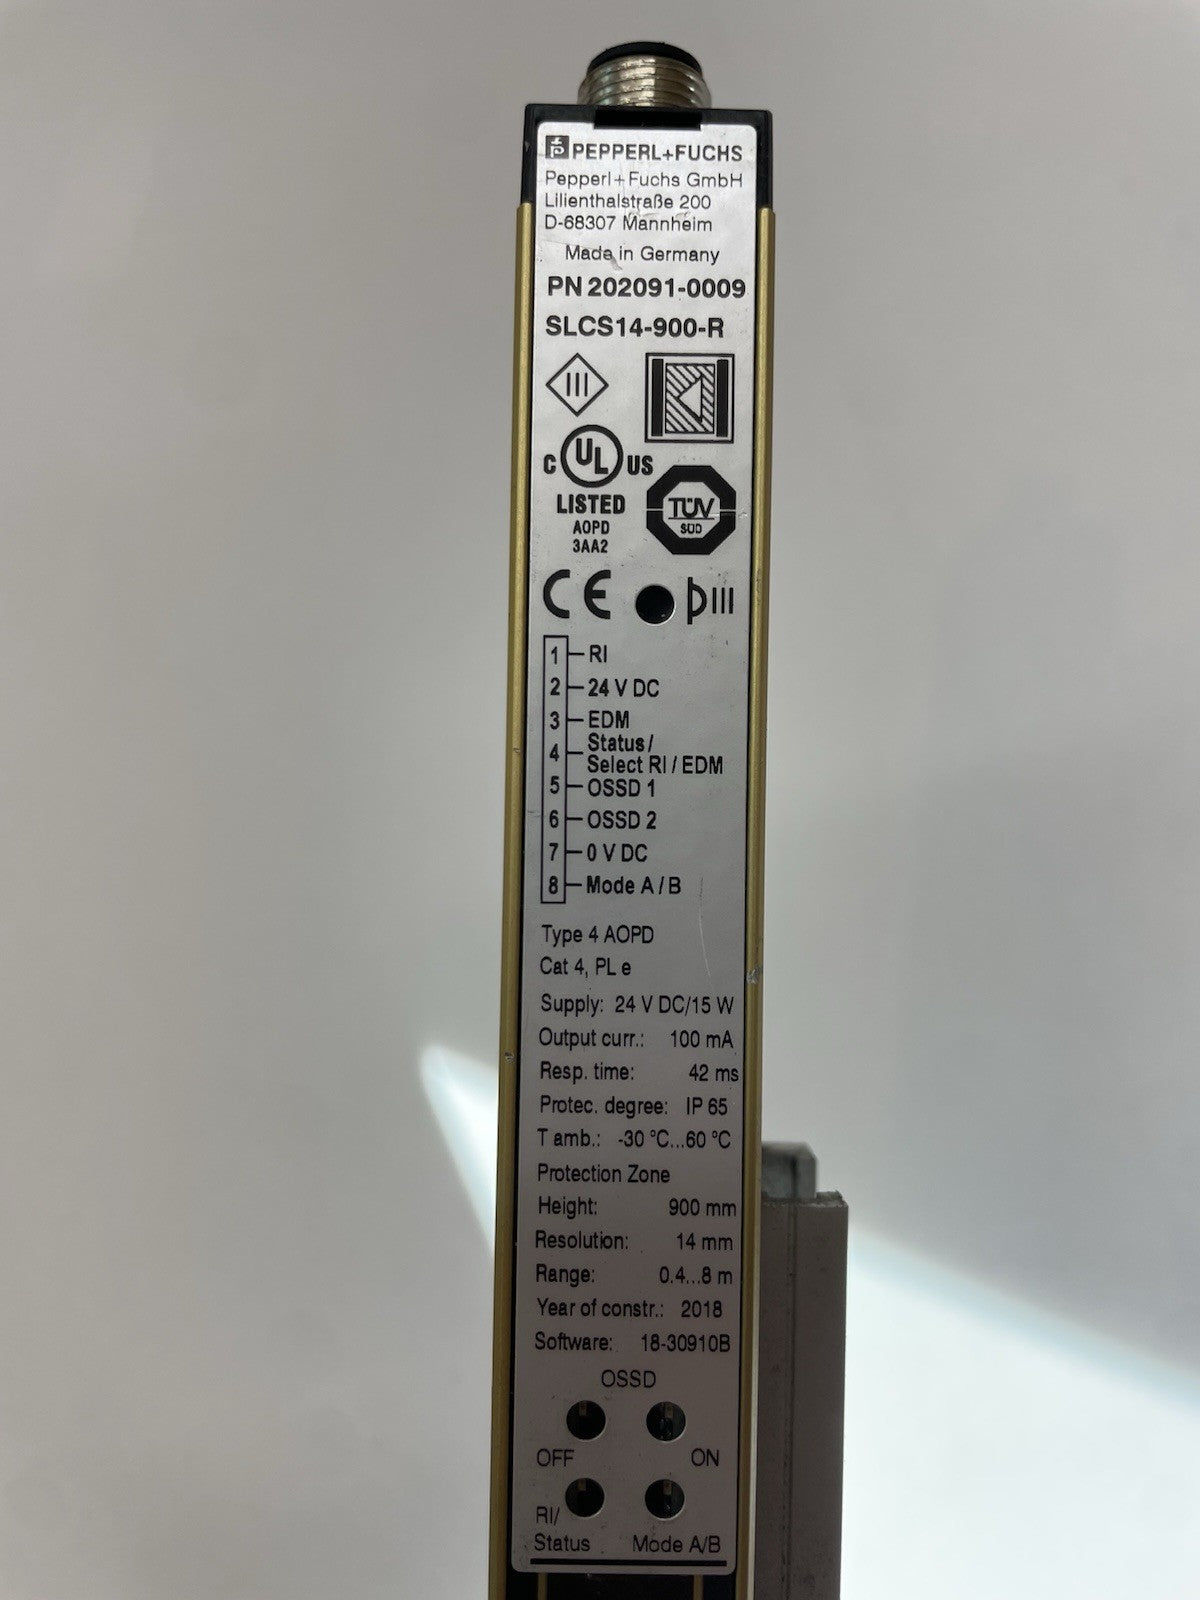 PEPPERL+FUCHS
Pepperl+Fuchs GmbH
Lilienthalstraße 200
D-68307 Mannheim
Made in Germany
PN 202091-0009
SLCS14-900-R
C UL US
LISTED
AOPD
3AA2
TÜV
SÜD
CE
1 RI
2 24 V DC
3 EDM
4 Status/
Select RI / EDM
5 OSSD 1
6 OSSD 2
7 0 V DC
8 Mode A / B
Type 4 AOPD
Cat 4, PL e
Supply: 24 V DC/15 W
Output curr.: 100 mA
Resp. time: 42 ms
Protec. degree: IP 65
T amb.: -30 °C...60 °C
Protection Zone
Height: 900 mm
Resolution: 14 mm
Range: 0.4...8 m
Year of constr.: 2018
Software: 18-30910B
OSSD
OFF ON
RI/
Status Mode A/B